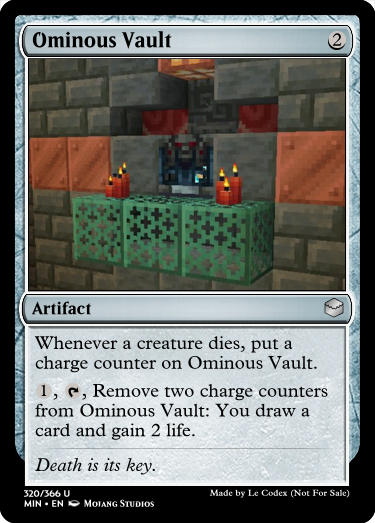 Ominous Vault 2
Artifact
Whenever a creature dies, put a
charge counter on Ominous Vault.
1, , Remove two charge counters
from Ominous Vault: You draw a
card and gain 2 life.
Death is its key.
320/366 U
Made by Le Codex (Not For Sale)
MIN • EN Mojang Studios